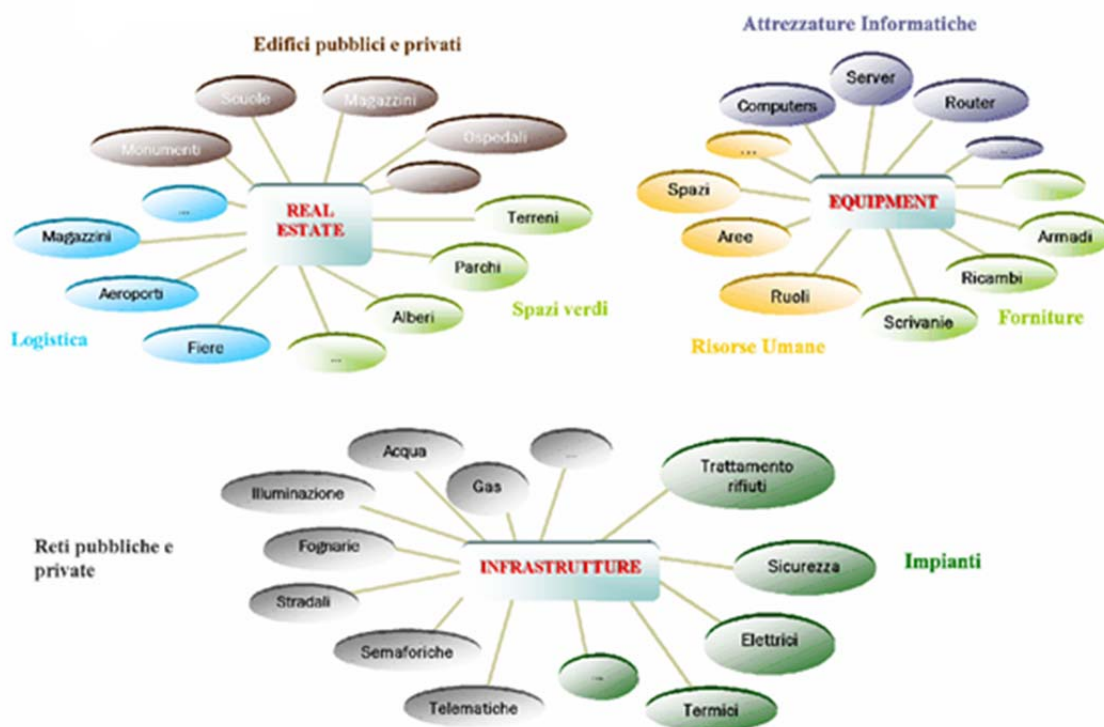 Edifici pubblici e privati
Scuole
Magazzini
Monumenti
Ospedali
...
REAL
ESTATE
Terreni
Magazzini
Parchi
Aeroporti
Alberi
Spazi verdi
Logistica
Fiere
...
Attrezzature Informatiche
Server
Computers
Router
...
...
Spazi
EQUIPMENT
Aree
Armadi
Ricambi
Ruoli
Scrivanie
Forniture
Risorse Umane
Acqua
...
Gas
Trattamento
rifiuti
Illuminazione
Reti pubbliche e
private
Fognarie
INFRASTRUTTURE
Sicurezza
Impianti
Stradali
Semaforiche
Elettrici
...
Telematiche
Termici